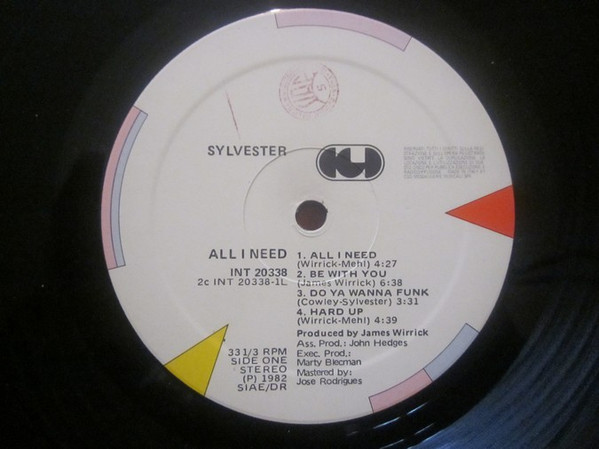 SYLVESTER
ALL I NEED
INT 20338
2c INT 20338-1L
1. ALL I NEED
(Wirrick-Mehl) 4:27
2. BE WITH YOU
(James Wirrick) 6:38
3. DO YA WANNA FUNK
(Cowley-Sylvester) 3:31
4. HARD UP
(Wirrick-Mehl) 4:39
Produced by James Wirrick
Ass. Prod.: John Hedges
Exec. Prod.:
Marty Blecman
Mastered by:
Jose Rodrigues
33 1/3 RPM
SIDE ONE
STEREO
(P) 1982
SIAE/DR